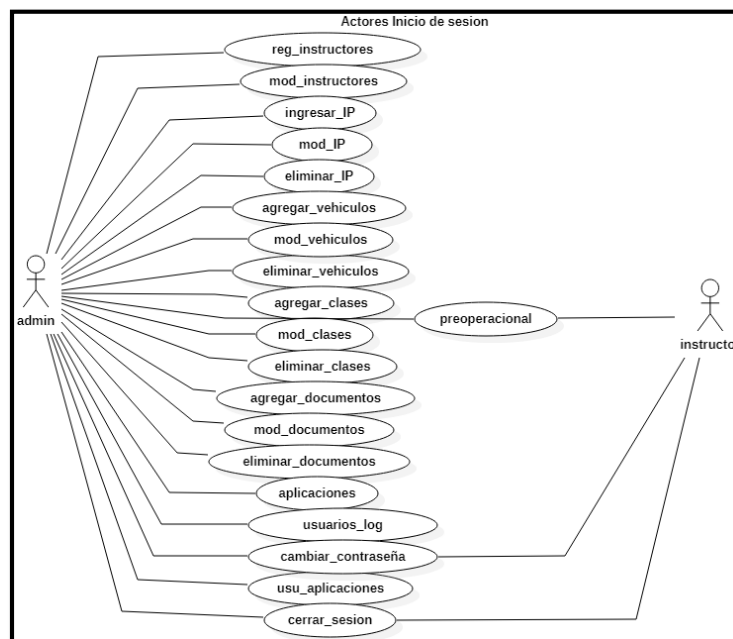 Actores Inicio de sesion
reg_instructores
mod_instructores
ingresar_IP
mod_IP
eliminar_IP
agregar_vehiculos
mod_vehiculos
eliminar_vehiculos
agregar_clases
admin
preoperacional
mod_clases
instructo
eliminar_clases
agregar_documentos
mod_documentos
eliminar_documentos
aplicaciones
usuarios_log
cambiar_contraseña
usu_aplicaciones
cerrar_sesion